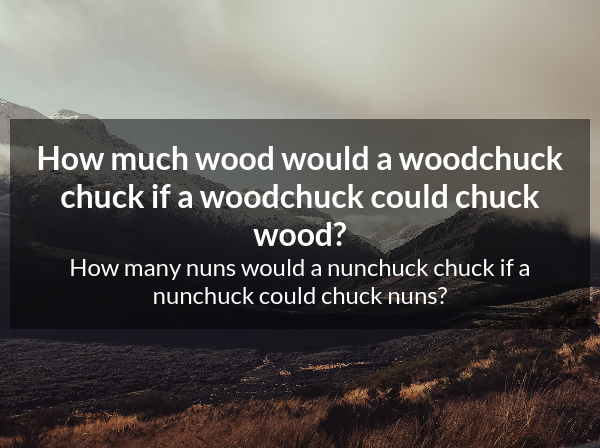 How much wood would a woodchuck
chuck if a woodchuck could chuck
wood?
How many nuns would a nunchuck chuck if a
nunchuck could chuck nuns?